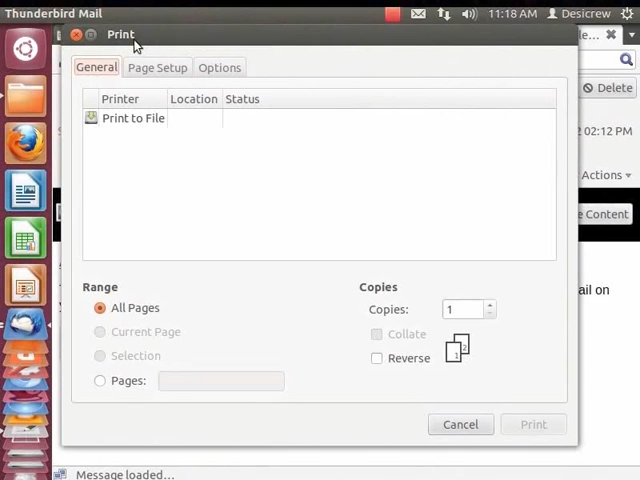 Thunderbird Mail
11:18 AM
Desicrew
Print
General
Page Setup
Options
Delete
Printer
Location
Status
Print to File
2 02:12 PM
Actions
e Content
Range
All Pages
Current Page
Selection
Pages:
Copies
Copies:
1
Collate
Reverse
1
2
ail on
Cancel
Print
Message loaded...